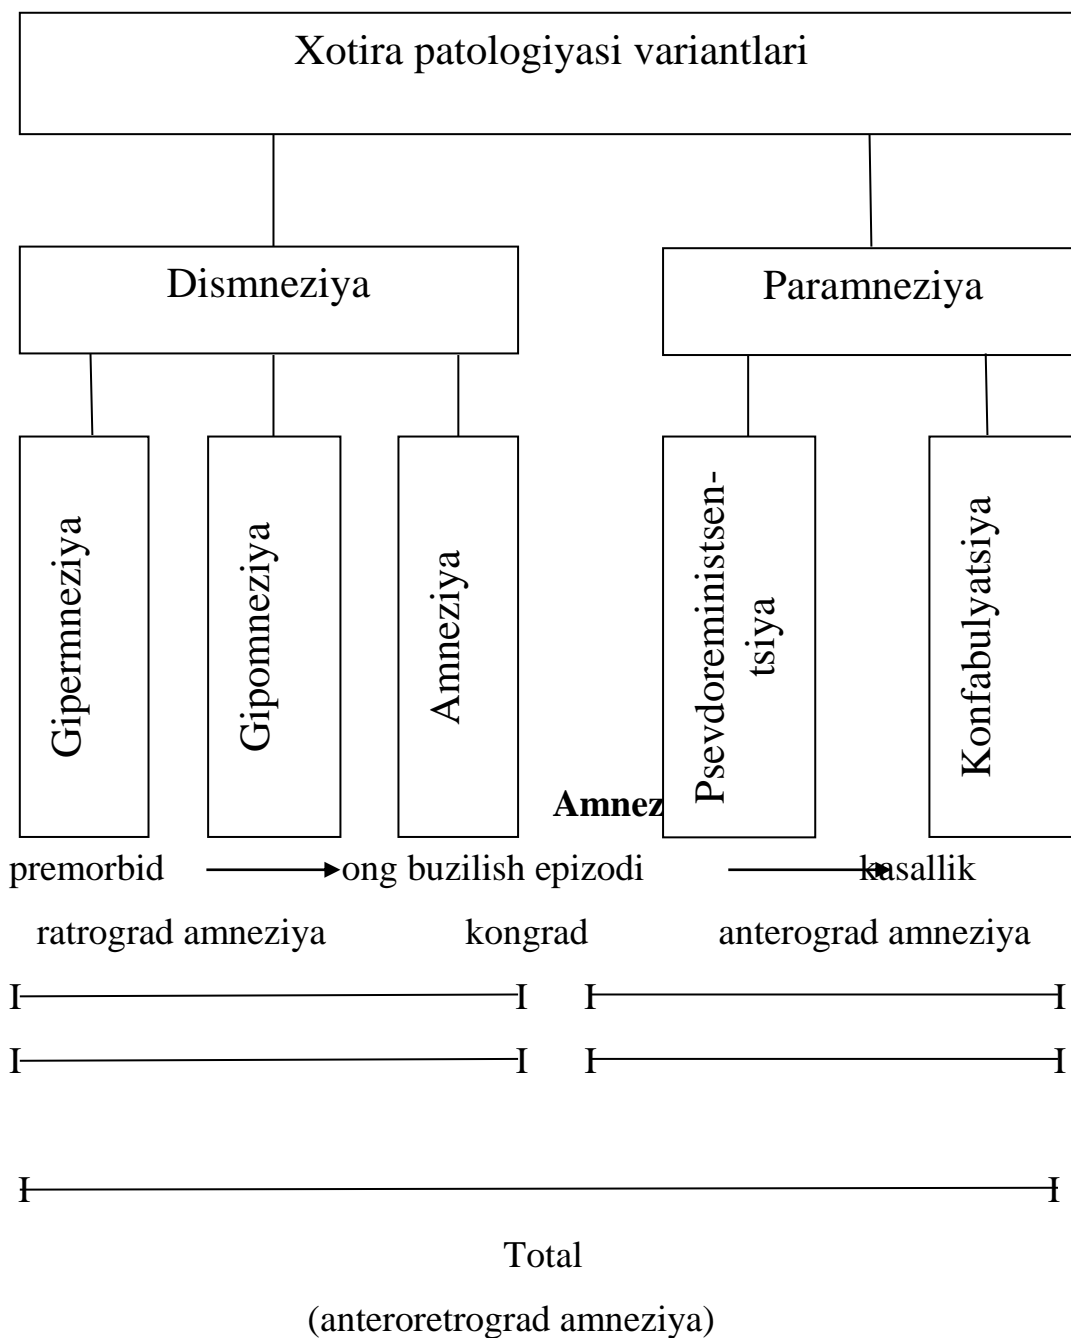 Xotira patologiyasi variantlari
Dismneziya
Paramneziya
Gipermneziya
Gipomneziya
Amneziya
Psevdoreministsen-
tsiya
Konfabulyatsiya
Amnez
premorbid ong buzilish epizodi kasallik
ratrograd amneziya kongrad anterograd amneziya
I I I I
I I I I
I I
Total
(anteroretrograd amneziya)